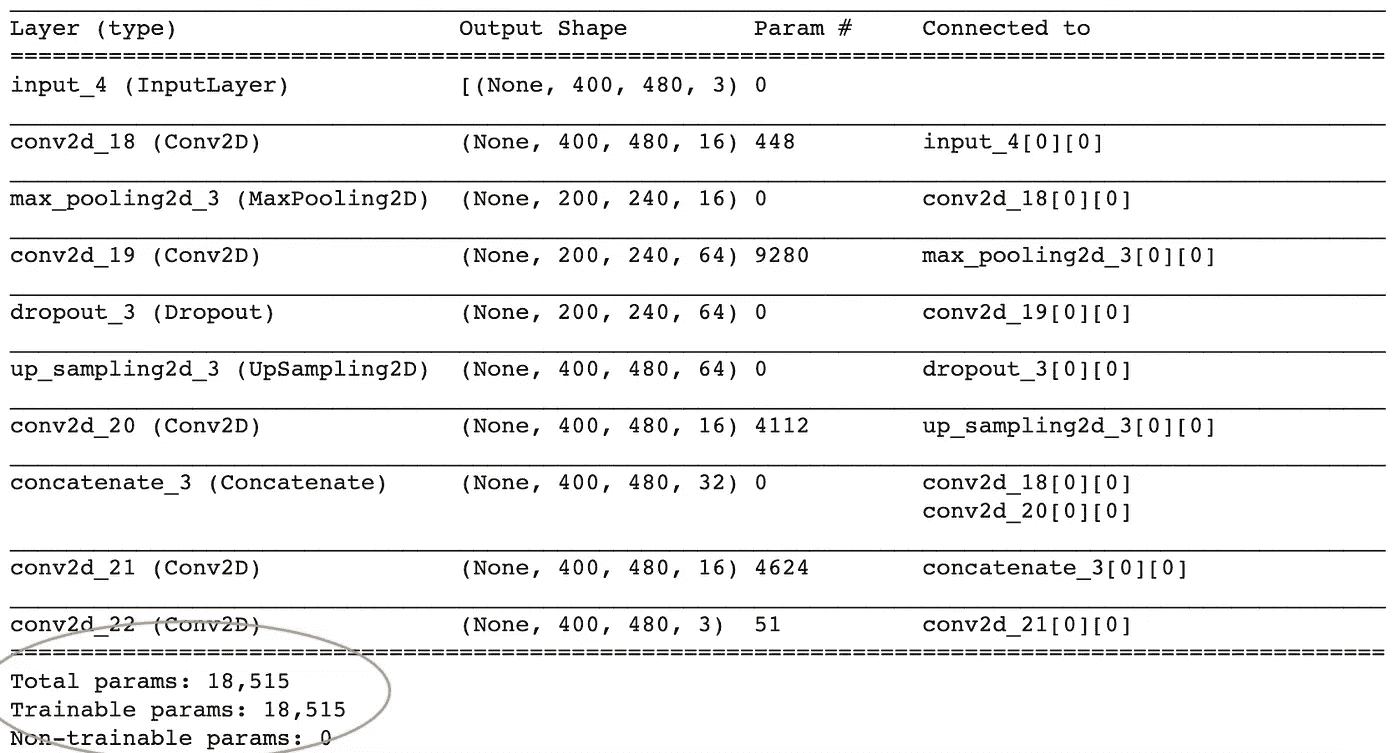 Layer (type) Output Shape Param # Connected to
input_4 (InputLayer) [(None, 400, 480, 3) 0
conv2d_18 (Conv2D) (None, 400, 480, 16) 448 input_4[0][0]
max_pooling2d_3 (MaxPooling2D) (None, 200, 240, 16) 0 conv2d_18[0][0]
conv2d_19 (Conv2D) (None, 200, 240, 64) 9280 max_pooling2d_3[0][0]
dropout_3 (Dropout) (None, 200, 240, 64) 0 conv2d_19[0][0]
up_sampling2d_3 (UpSampling2D) (None, 400, 480, 64) 0 dropout_3[0][0]
conv2d_20 (Conv2D) (None, 400, 480, 16) 4112 up_sampling2d_3[0][0]
concatenate_3 (Concatenate) (None, 400, 480, 32) 0 conv2d_18[0][0]
conv2d_20[0][0]
conv2d_21 (Conv2D) (None, 400, 480, 16) 4624 concatenate_3[0][0]
conv2d_22 (Conv2D) (None, 400, 480, 3) 51 conv2d_21[0][0]
Total params: 18,515
Trainable params: 18,515
Non-trainable params: 0